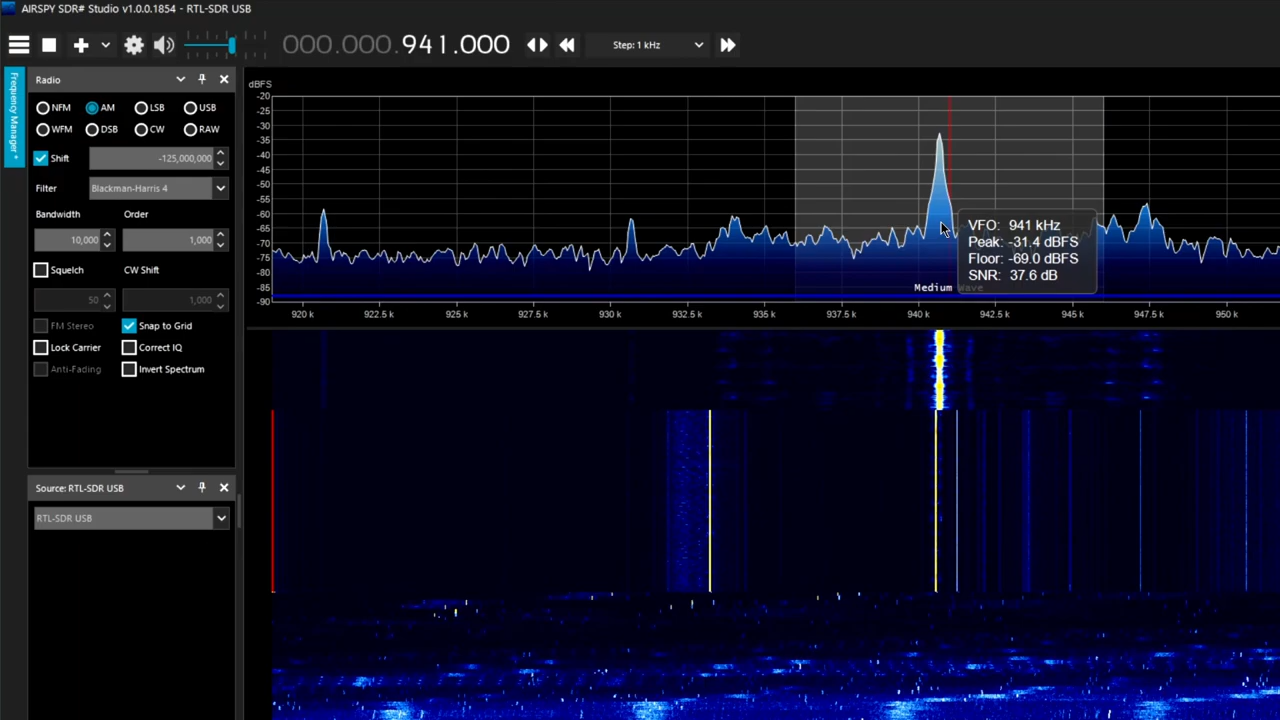 AIRSPY SDR# Studio v1.0.0.1854 - RTL-SDR USB
000.000.941.000
Step: 1 kHz
Frequency Manager *
Radio
NFM AM LSB USB
WFM DSB CW RAW
Shift -125,000,000
Filter Blackman-Harris 4
Bandwidth Order
10,000 1,000
Squelch CW Shift
50 1,000
FM Stereo Snap to Grid
Lock Carrier Correct IQ
Anti-Fading Invert Spectrum
Source: RTL-SDR USB
RTL-SDR USB
dBFS
-20
-25
-30
-35
-40
-45
-50
-55
-60
-65
-70
-75
-80
-85
-90
VFO: 941 kHz
Peak: -31.4 dBFS
Floor: -69.0 dBFS
SNR: 37.6 dB
Medium Wave
920 k 922.5 k 925 k 927.5 k 930 k 932.5 k 935 k 937.5 k 940 k 942.5 k 945 k 947.5 k 950 k